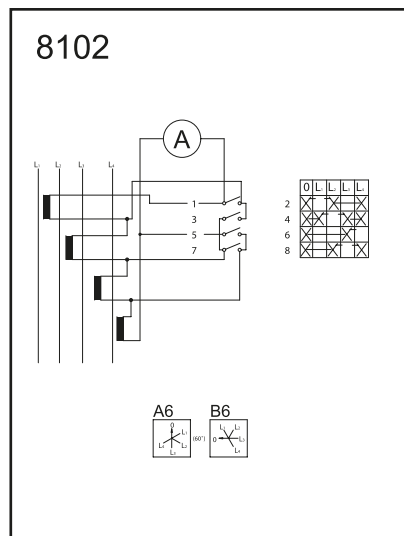 8102
A
L₁ L₂ L₃ L₄
0 L₁ L₂ L₃ L₄
1 2
3 4
5 6
7 8
A6 B6
0
L₁
L₄ L₂
L₃
(60°)
L₁ L₂
0 L₃
L₄